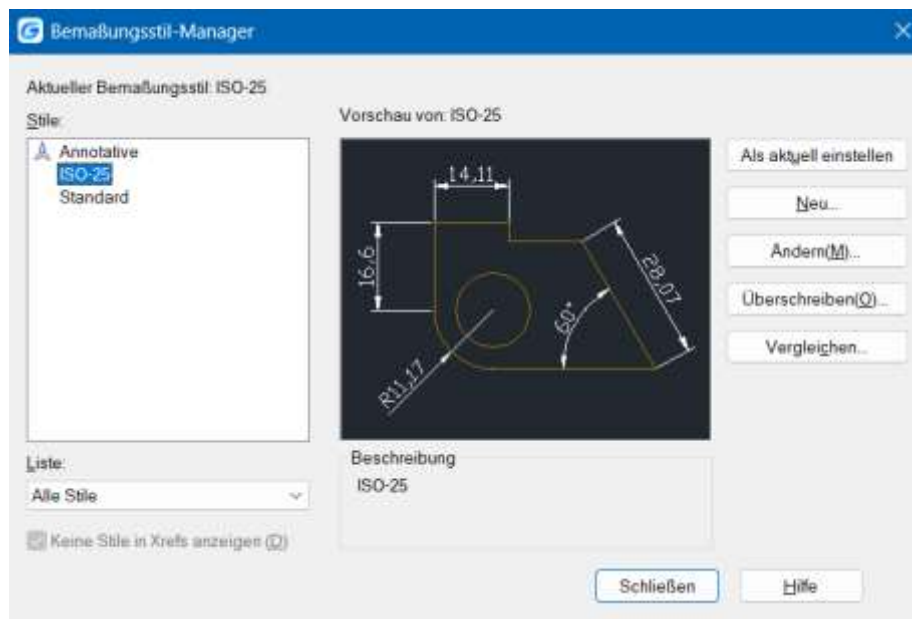 Bemaßungsstil-Manager
Aktueller Bemaßungsstil: ISO-25
Stile:
Annotative
ISO-25
Standard
Vorschau von: ISO-25
14,11
16,6
28,07
60°
R11,17
Als aktuell einstellen
Neu...
Ändern(M)...
Überschreiben(O)...
Vergleichen...
Liste:
Alle Stile
Keine Stile in Xrefs anzeigen (D)
Beschreibung
ISO-25
Schließen
Hilfe